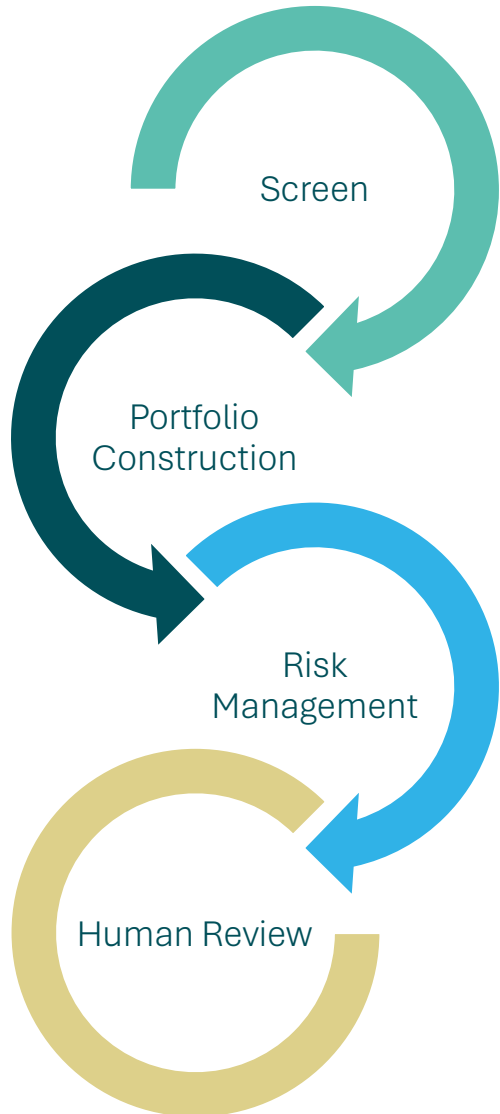 Screen
Portfolio
Construction
Risk
Management
Human Review